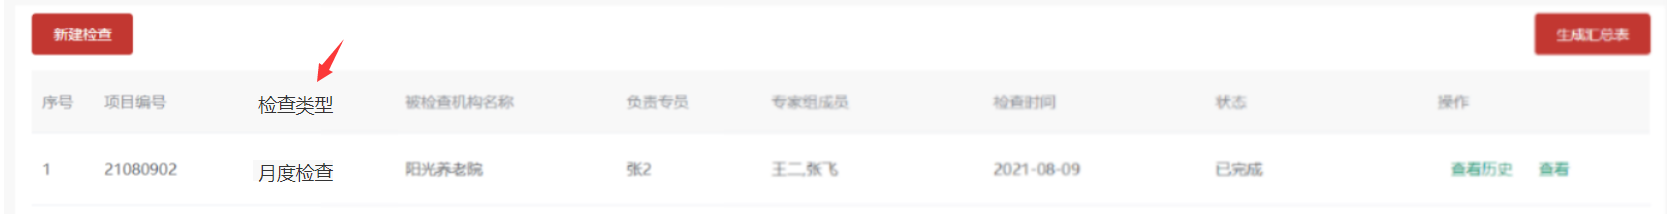 新建检查 生成汇总表
序号 项目编号 检查类型 被检查机构名称 负责专员 专家组成员 检查时间 状态 操作
1 21080902 月度检查 阳光养老院 张2 王二,张飞 2021-08-09 已完成 查看历史 查看